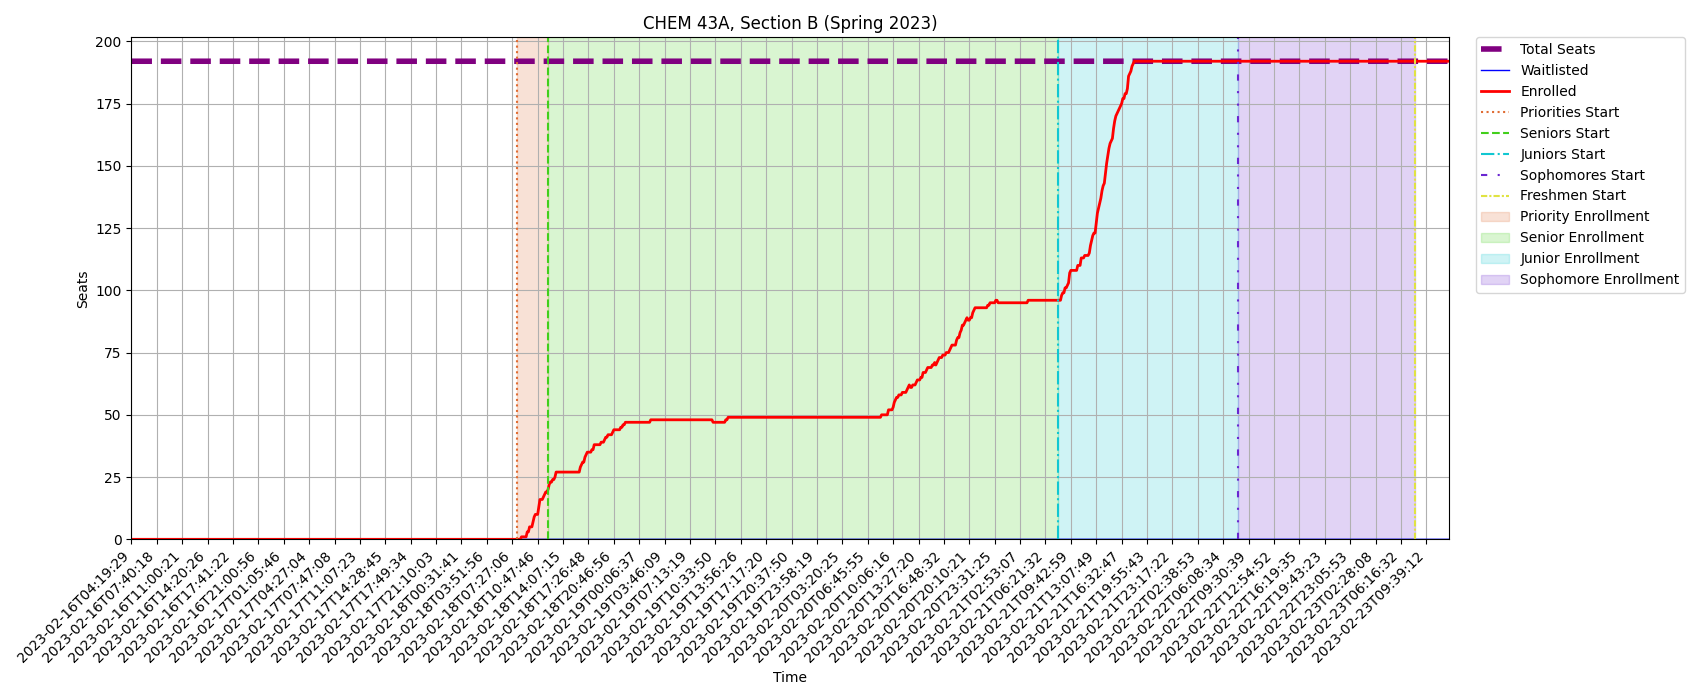 CHEM 43A, Section B (Spring 2023)
Seats
200
175
150
125
100
75
50
25
0
2023-02-16T04:19:29
2023-02-16T07:40:18
2023-02-16T11:00:21
2023-02-16T14:20:26
2023-02-16T17:41:22
2023-02-16T21:00:56
2023-02-17T01:05:46
2023-02-17T04:27:04
2023-02-17T07:47:08
2023-02-17T11:07:23
2023-02-17T14:28:45
2023-02-17T17:49:34
2023-02-17T21:10:03
2023-02-18T00:31:41
2023-02-18T03:51:56
2023-02-18T07:27:06
2023-02-18T10:47:46
2023-02-18T14:07:15
2023-02-18T17:26:48
2023-02-18T20:46:56
2023-02-19T00:06:37
2023-02-19T03:46:09
2023-02-19T07:13:19
2023-02-19T10:33:50
2023-02-19T13:56:26
2023-02-19T17:17:20
2023-02-19T20:37:50
2023-02-19T23:58:19
2023-02-20T03:20:25
2023-02-20T06:45:55
2023-02-20T10:06:16
2023-02-20T13:27:20
2023-02-20T16:48:32
2023-02-20T20:10:21
2023-02-20T23:31:25
2023-02-21T02:53:07
2023-02-21T06:21:32
2023-02-21T09:42:59
2023-02-21T13:07:49
2023-02-21T16:32:47
2023-02-21T19:55:43
2023-02-21T23:17:22
2023-02-22T02:38:53
2023-02-22T06:08:34
2023-02-22T09:30:39
2023-02-22T12:54:52
2023-02-22T16:19:35
2023-02-22T19:43:23
2023-02-22T23:05:53
2023-02-23T02:28:08
2023-02-23T06:16:32
2023-02-23T09:39:12
Time
Total Seats
Waitlisted
Enrolled
Priorities Start
Seniors Start
Juniors Start
Sophomores Start
Freshmen Start
Priority Enrollment
Senior Enrollment
Junior Enrollment
Sophomore Enrollment